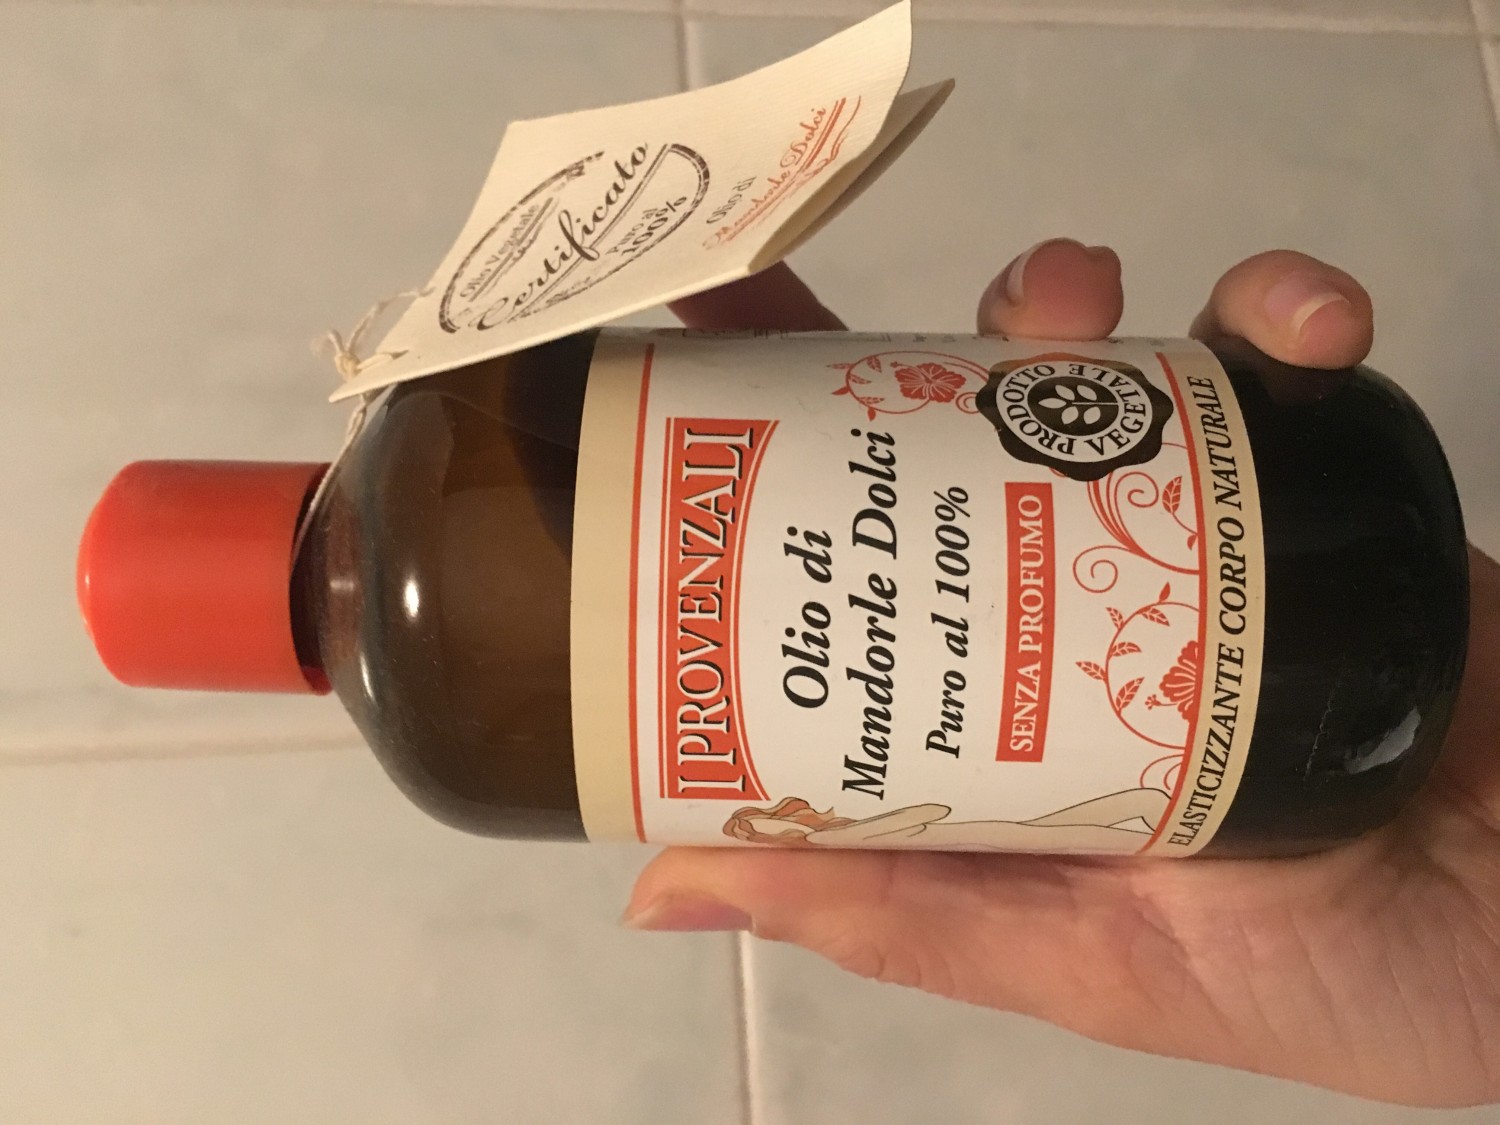 I PROVENZALI
Olio di
Mandorle Dolci
Puro al 100%
SENZA PROFUMO
PRODOTTO
VEGETALE
ELASTICIZZANTE CORPO NATURALE
Olio Vegetale
Certificato
Puro al
100%
Olio di
Mandorle Dolci